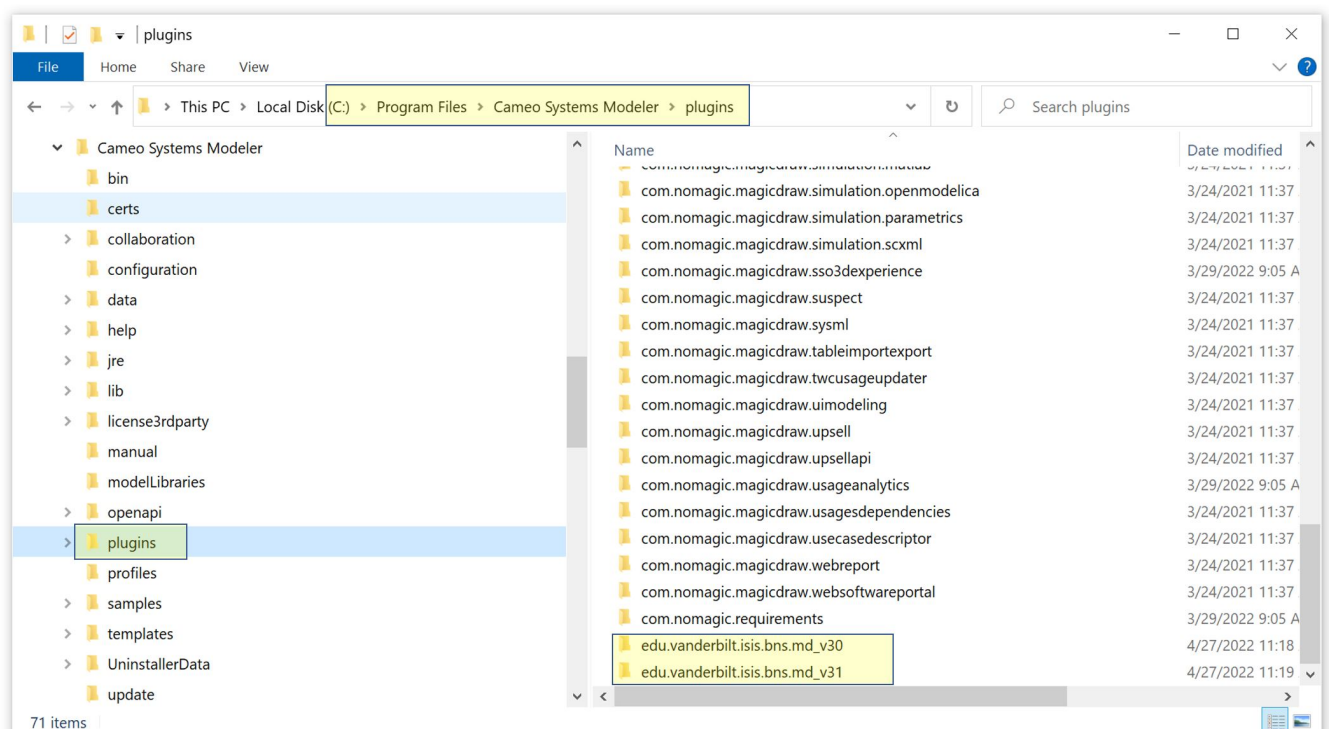 plugins
File Home Share View ?
This PC > Local Disk (C:) > Program Files > Cameo Systems Modeler > plugins Search plugins
Cameo Systems Modeler
bin
certs
collaboration
configuration
data
help
jre
lib
license3rdparty
manual
modelLibraries
openapi
plugins
profiles
samples
templates
UninstallerData
update
Name Date modified
com.nomagic.magicdraw.simulation.matlab 3/24/2021 11:37
com.nomagic.magicdraw.simulation.openmodelica 3/24/2021 11:37
com.nomagic.magicdraw.simulation.parametrics 3/24/2021 11:37
com.nomagic.magicdraw.simulation.scxml 3/24/2021 11:37
com.nomagic.magicdraw.sso3dexperience 3/29/2022 9:05 A
com.nomagic.magicdraw.suspect 3/24/2021 11:37
com.nomagic.magicdraw.sysml 3/24/2021 11:37
com.nomagic.magicdraw.tableimportexport 3/24/2021 11:37
com.nomagic.magicdraw.twcusageupdater 3/24/2021 11:37
com.nomagic.magicdraw.uimodeling 3/24/2021 11:37
com.nomagic.magicdraw.upsell 3/24/2021 11:37
com.nomagic.magicdraw.upsellapi 3/24/2021 11:37
com.nomagic.magicdraw.usageanalytics 3/29/2022 9:05 A
com.nomagic.magicdraw.usagesdependencies 3/24/2021 11:37
com.nomagic.magicdraw.usecasedescriptor 3/24/2021 11:37
com.nomagic.magicdraw.webreport 3/24/2021 11:37
com.nomagic.magicdraw.websoftwareportal 3/24/2021 11:37
com.nomagic.requirements 3/29/2022 9:05 A
edu.vanderbilt.isis.bns.md_v30 4/27/2022 11:18
edu.vanderbilt.isis.bns.md_v31 4/27/2022 11:19
71 items